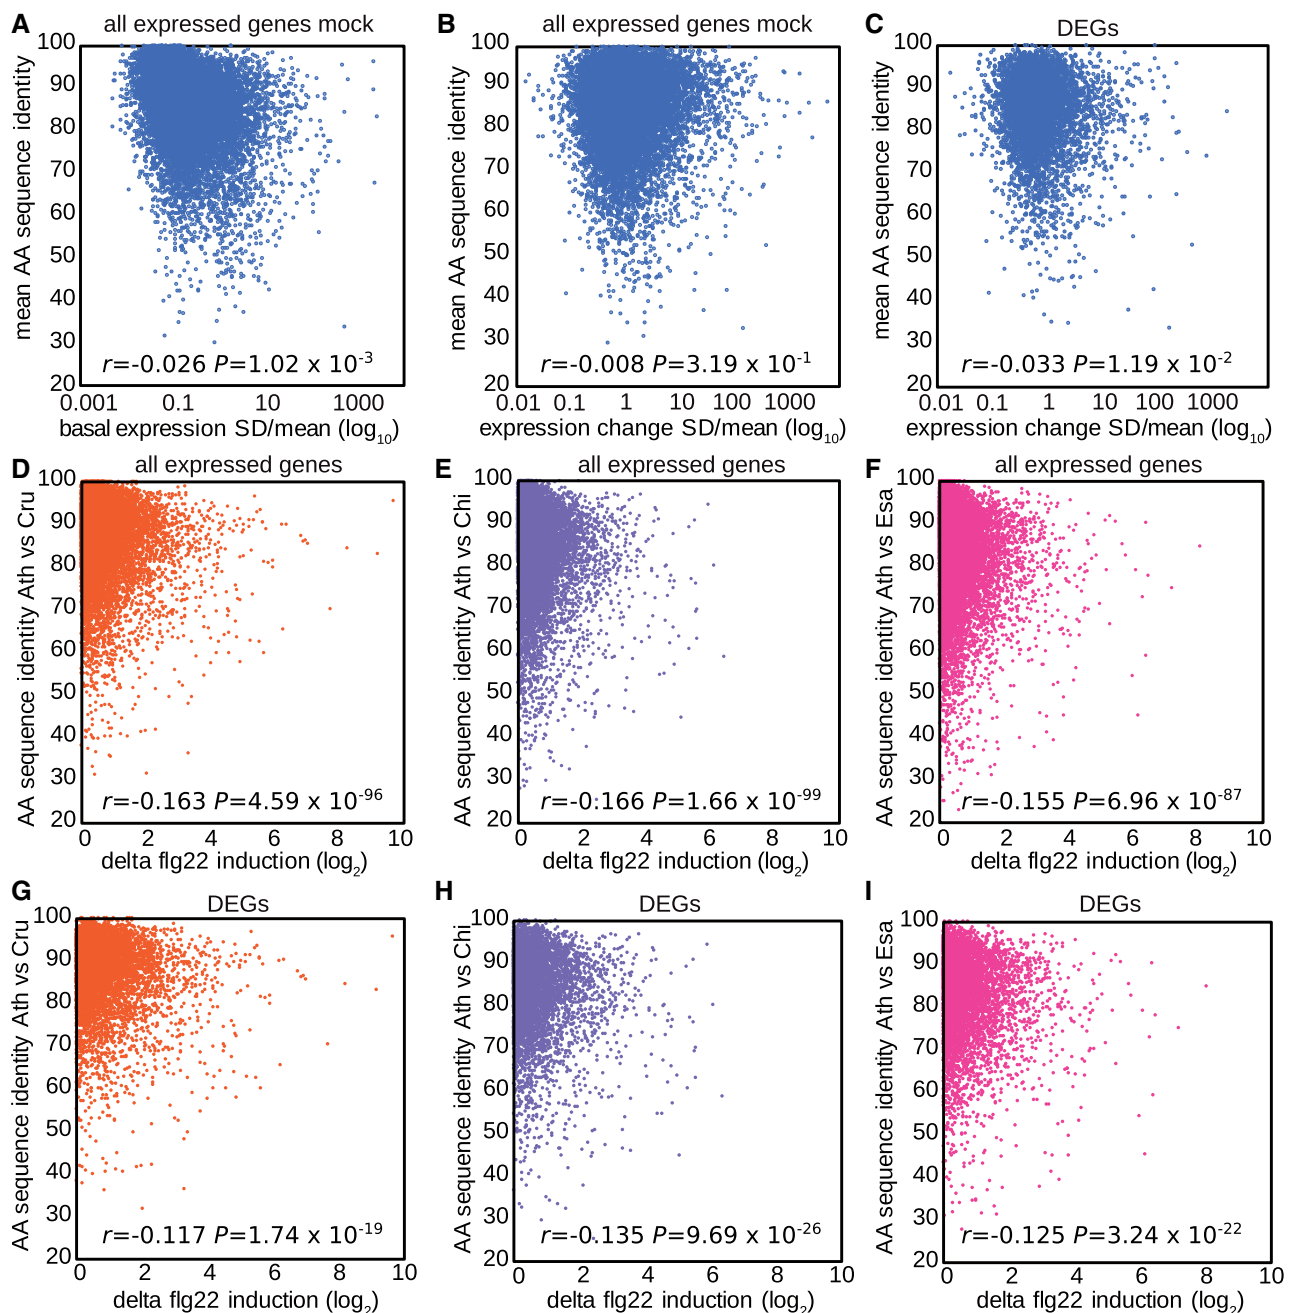 A all expressed genes mock
mean AA sequence identity
100
90
80
70
60
50
40
30
20
r=-0.026 P=1.02 x 10-3
0.001 0.1 10 1000
basal expression SD/mean (log10)
B all expressed genes mock
mean AA sequence identity
100
90
80
70
60
50
40
30
20
r=-0.008 P=3.19 x 10-1
0.01 0.1 1 10 100 1000
expression change SD/mean (log10)
C DEGs
mean AA sequence identity
100
90
80
70
60
50
40
30
20
r=-0.033 P=1.19 x 10-2
0.01 0.1 1 10 100 1000
expression change SD/mean (log10)
D all expressed genes
AA sequence identity Ath vs Cru
100
90
80
70
60
50
40
30
20
r=-0.163 P=4.59 x 10-96
0 2 4 6 8 10
delta flg22 induction (log2)
E all expressed genes
AA sequence identity Ath vs Chi
100
90
80
70
60
50
40
30
20
r=-0.166 P=1.66 x 10-99
0 2 4 6 8 10
delta flg22 induction (log2)
F all expressed genes
AA sequence identity Ath vs Esa
100
90
80
70
60
50
40
30
20
r=-0.155 P=6.96 x 10-87
0 2 4 6 8 10
delta flg22 induction (log2)
G DEGs
AA sequence identity Ath vs Cru
100
90
80
70
60
50
40
30
20
r=-0.117 P=1.74 x 10-19
0 2 4 6 8 10
delta flg22 induction (log2)
H DEGs
AA sequence identity Ath vs Chi
100
90
80
70
60
50
40
30
20
r=-0.135 P=9.69 x 10-26
0 2 4 6 8 10
delta flg22 induction (log2)
I DEGs
AA sequence identity Ath vs Esa
100
90
80
70
60
50
40
30
20
r=-0.125 P=3.24 x 10-22
0 2 4 6 8 10
delta flg22 induction (log2)